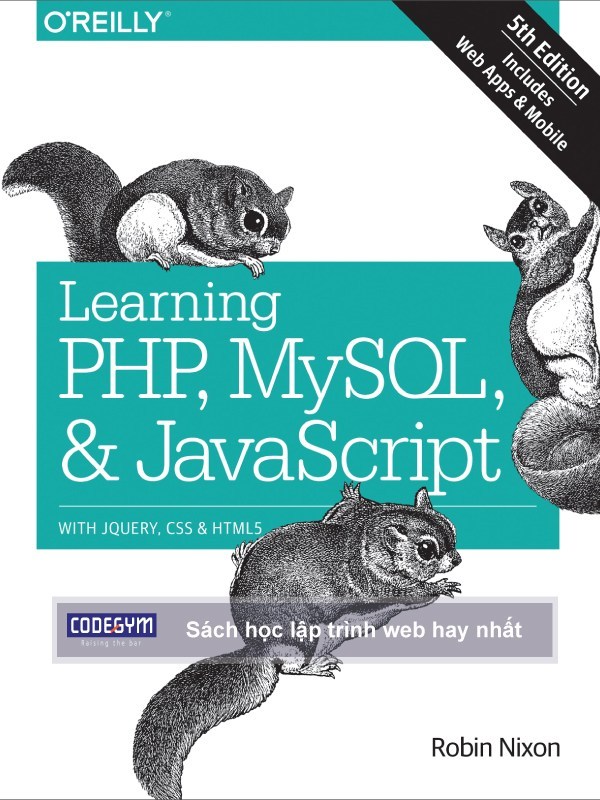 O'REILLY®
5th Edition
Includes
Web Apps & Mobile
Learning
PHP, MySQL,
& JavaScript
WITH JQUERY, CSS & HTML5
CODEGYM
Raising the bar
Sách học lập trình web hay nhất
Robin Nixon